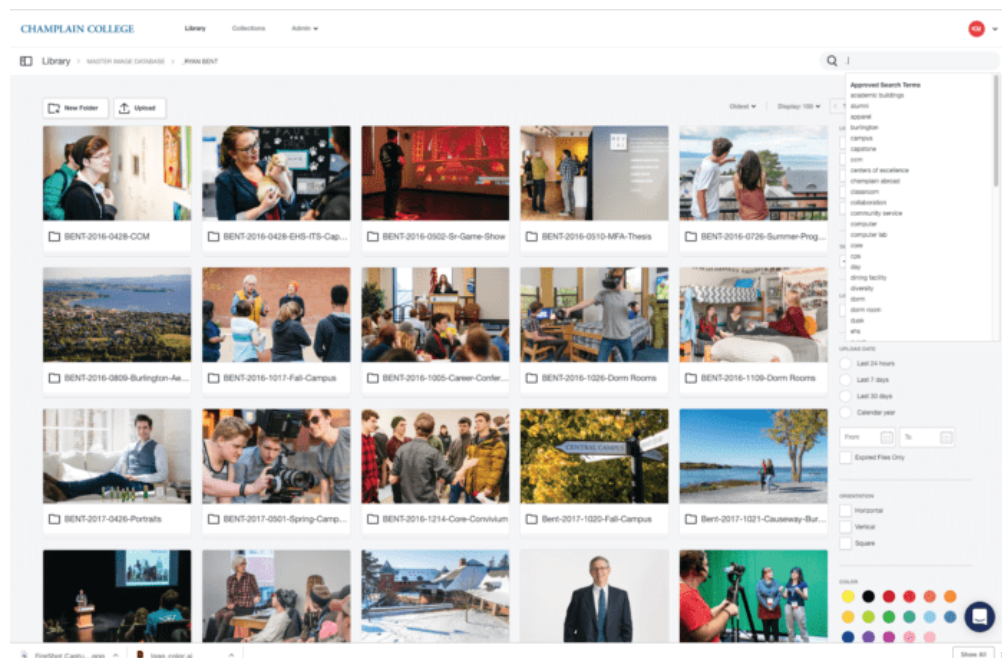 CHAMPLAIN COLLEGE
Library
Collections
Admin
Library > MASTER IMAGE DATABASE > _RYAN BENT
New Folder
Upload
Oldest
Display: 100
Approved Search Terms
academic buildings
alumni
apparel
burlington
campus
capstone
ccm
centers of excellence
champlain abroad
classroom
collaboration
community service
computer
computer lab
core
cps
day
dining facility
diversity
dorm
dorm room
dusk
ehs
BENT-2016-0428-CCM
BENT-2016-0428-EHS-ITS-Cap...
BENT-2016-0502-Sr-Game-Show
BENT-2016-0510-MFA-Thesis
BENT-2016-0726-Summer-Prog...
BENT-2016-0809-Burlington-Ae...
BENT-2016-1017-Fall-Campus
BENT-2016-1005-Career-Confer...
BENT-2016-1026-Dorm Rooms
BENT-2016-1109-Dorm Rooms
UPLOAD DATE
Last 24 hours
Last 7 days
Last 30 days
Calendar year
From
To
Expired Files Only
CENTRAL CAMPUS
BENT-2017-0426-Portraits
BENT-2017-0501-Spring-Camp...
BENT-2016-1214-Core-Convivium
Bent-2017-1020-Fall-Campus
Bent-2017-1021-Causeway-Bur...
ORIENTATION
Horizontal
Vertical
Square
COLOR
FireShot Captu....png
logo_color.ai
Show All